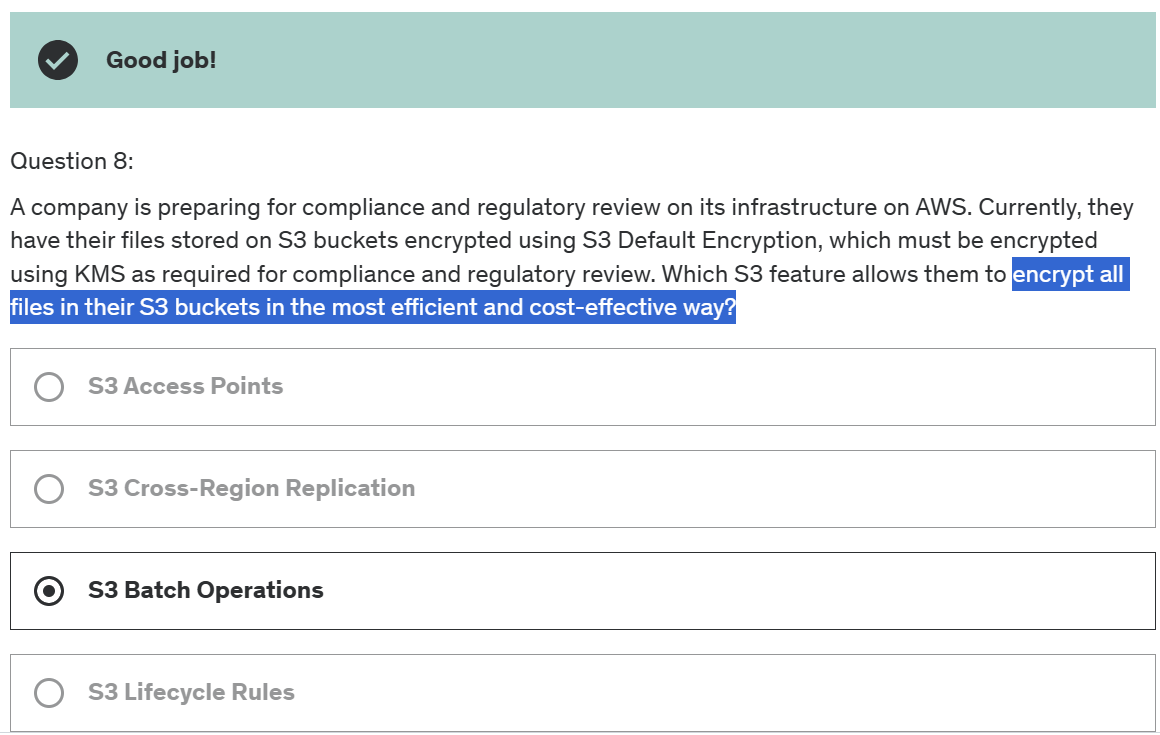 Good job!
Question 8:
A company is preparing for compliance and regulatory review on its infrastructure on AWS. Currently, they
have their files stored on S3 buckets encrypted using S3 Default Encryption, which must be encrypted
using KMS as required for compliance and regulatory review. Which S3 feature allows them to encrypt all
files in their S3 buckets in the most efficient and cost-effective way?
S3 Access Points
S3 Cross-Region Replication
S3 Batch Operations
S3 Lifecycle Rules